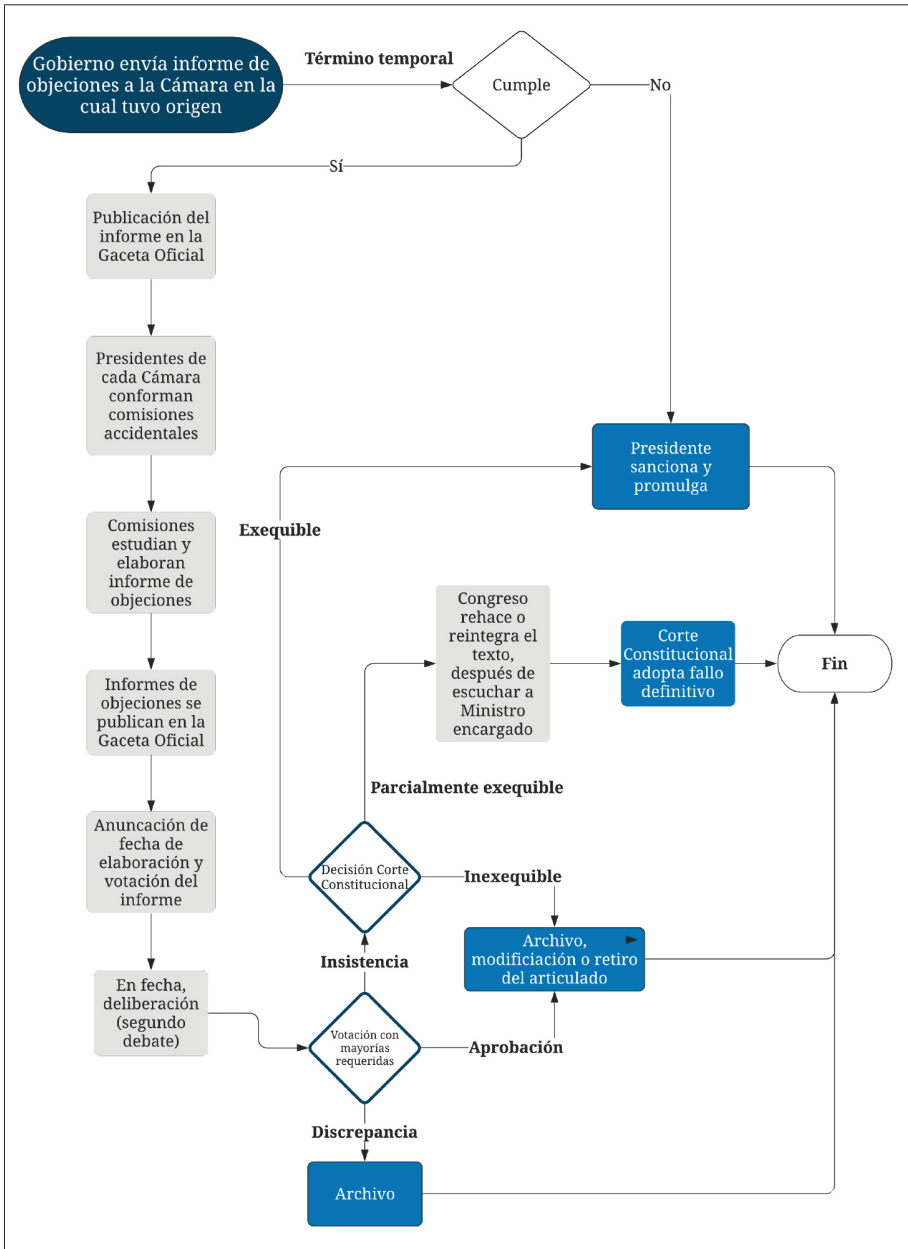 Gobierno envía informe de
objeciones a la Cámara en la
cual tuvo origen
Término temporal
Cumple
No
Sí
Publicación del
informe en la
Gaceta Oficial
Presidentes de
cada Cámara
conforman
comisiones
accidentales
Presidente
sanciona y
promulga
Exequible
Comisiones
estudian y
elaboran
informe de
objeciones
Congreso
rehace o
reintegra el
texto,
después de
escuchar a
Ministro
encargado
Corte
Constitucional
adopta fallo
definitivo
Fin
Informes de
objeciones se
publican en la
Gaceta Oficial
Parcialmente exequible
Anuncación de
fecha de
elaboración y
votación del
informe
Decisión Corte
Constitucional
Inexequible
Archivo,
modificiación o retiro
del articulado
Insistencia
En fecha,
deliberación
(segundo
debate)
Votación con
mayorías
requeridas
Aprobación
Discrepancia
Archivo